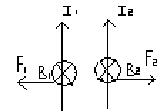 I₁ I₂
F₁ B₁ B₂ F₂